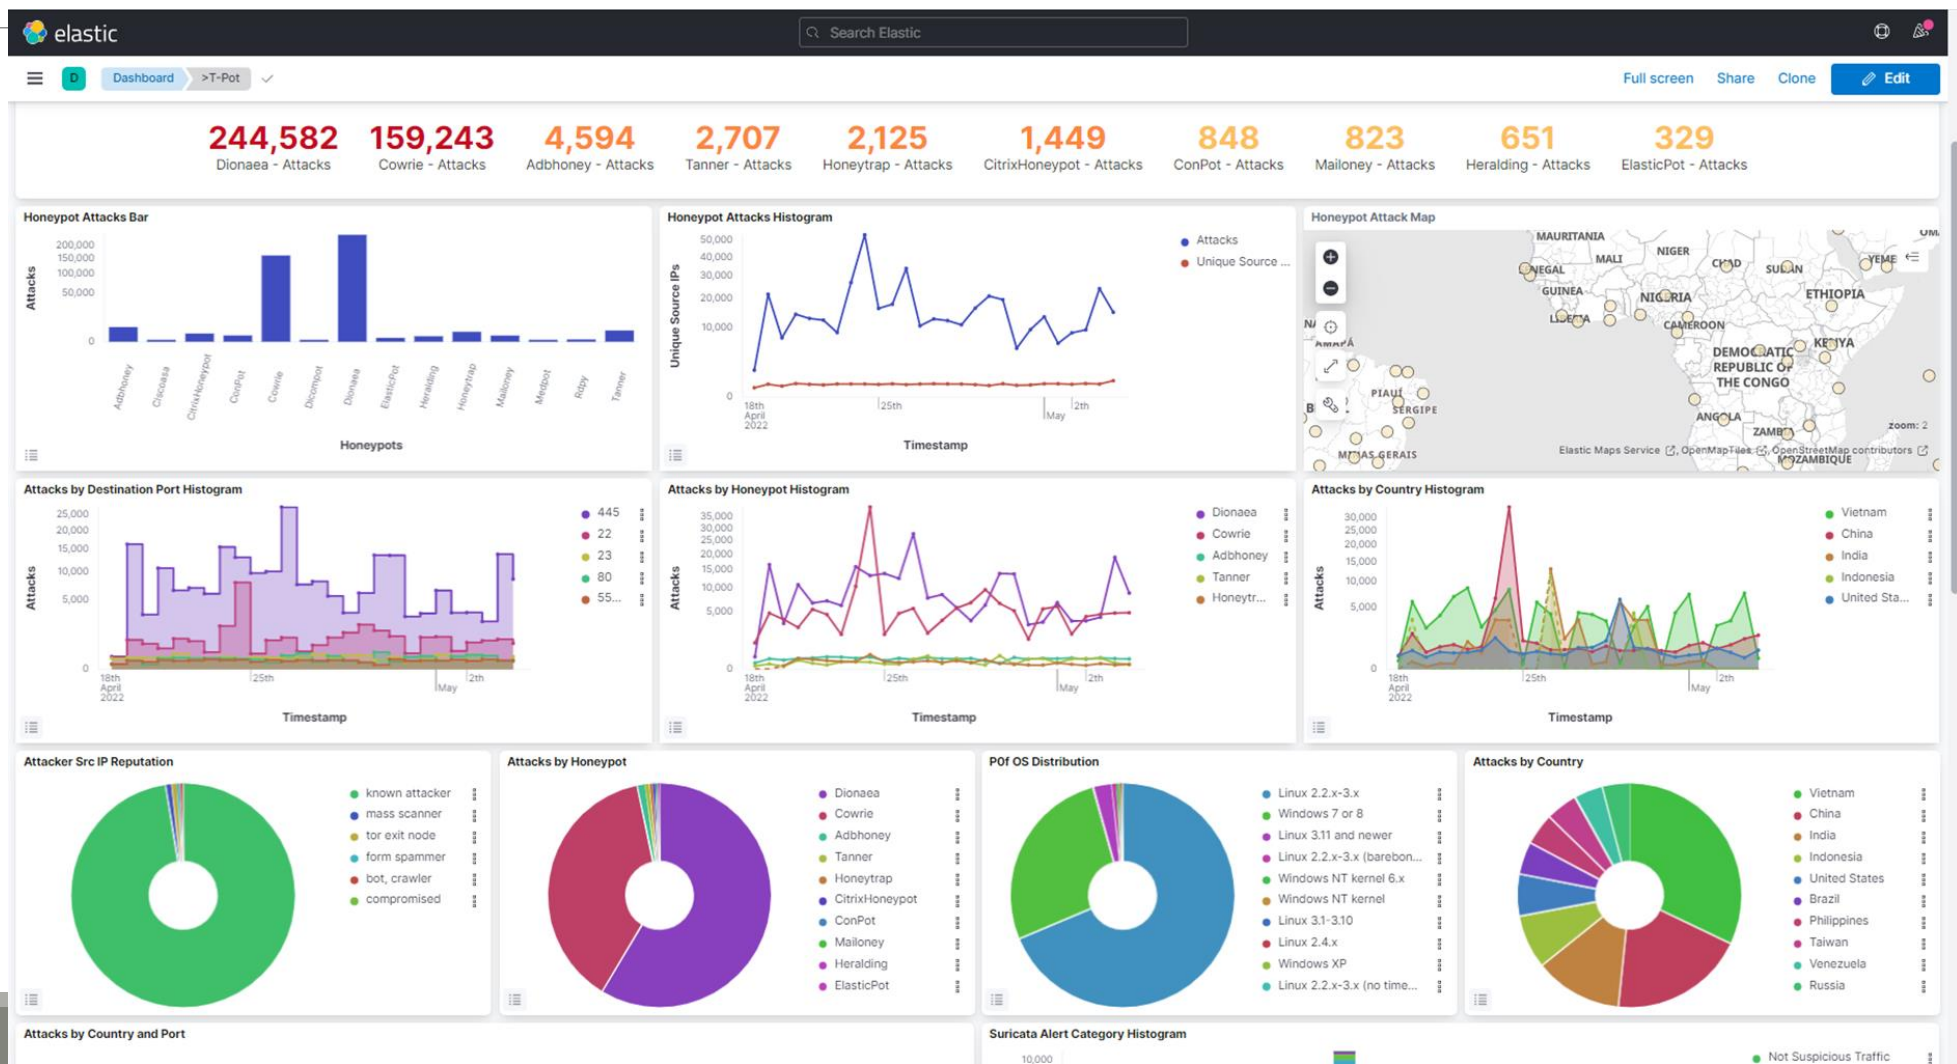 elastic
Search Elastic
D
Dashboard
>T-Pot
Full screen
Share
Clone
Edit
244,582
Dionaea - Attacks
159,243
Cowrie - Attacks
4,594
Adbhoney - Attacks
2,707
Tanner - Attacks
2,125
Honeytrap - Attacks
1,449
CitrixHoneypot - Attacks
848
ConPot - Attacks
823
Mailoney - Attacks
651
Heralding - Attacks
329
ElasticPot - Attacks
Honeypot Attacks Bar
Attacks
200,000
150,000
100,000
50,000
0
Adbhoney
Ciscoasa
CitrixHoneypot
ConPot
Cowrie
Dicompot
Dionaea
ElasticPot
Heralding
Honeytrap
Mailoney
Medpot
Rdpy
Tanner
Honeypots
Honeypot Attacks Histogram
Unique Source IPs
50,000
40,000
30,000
20,000
10,000
0
18th
April
2022
25th
May
2th
Timestamp
Attacks
Unique Source ...
Honeypot Attack Map
MAURITANIA
MALI
NIGER
CHAD
SUDAN
YEME
SENEGAL
GUINEA
NIGERIA
ETHIOPIA
LIBERIA
CAMEROON
AMAPÁ
DEMOCRATIC
REPUBLIC OF
THE CONGO
KENYA
PIAUÍ
SERGIPE
ANGOLA
ZAMBIA
zoom: 2
MINAS GERAIS
Elastic Maps Service, OpenMapTiles, OpenStreetMap contributors
MOZAMBIQUE
Attacks by Destination Port Histogram
Attacks
25,000
20,000
15,000
10,000
5,000
0
18th
April
2022
25th
May
2th
Timestamp
445
22
23
80
55...
Attacks by Honeypot Histogram
Attacks
35,000
30,000
25,000
20,000
15,000
10,000
5,000
0
18th
April
2022
25th
May
2th
Timestamp
Dionaea
Cowrie
Adbhoney
Tanner
Honeytr...
Attacks by Country Histogram
Attacks
30,000
25,000
20,000
15,000
10,000
5,000
0
18th
April
2022
25th
May
2th
Timestamp
Vietnam
China
India
Indonesia
United Sta...
Attacker Src IP Reputation
known attacker
mass scanner
tor exit node
form spammer
bot, crawler
compromised
Attacks by Honeypot
Dionaea
Cowrie
Adbhoney
Tanner
Honeytrap
CitrixHoneypot
ConPot
Mailoney
Heralding
ElasticPot
P0f OS Distribution
Linux 2.2.x-3.x
Windows 7 or 8
Linux 3.11 and newer
Linux 2.2.x-3.x (barebon...
Windows NT kernel 6.x
Windows NT kernel
Linux 3.1-3.10
Linux 2.4.x
Windows XP
Linux 2.2.x-3.x (no time...
Attacks by Country
Vietnam
China
India
Indonesia
United States
Brazil
Philippines
Taiwan
Venezuela
Russia
Attacks by Country and Port
Suricata Alert Category Histogram
10,000
Not Suspicious Traffic